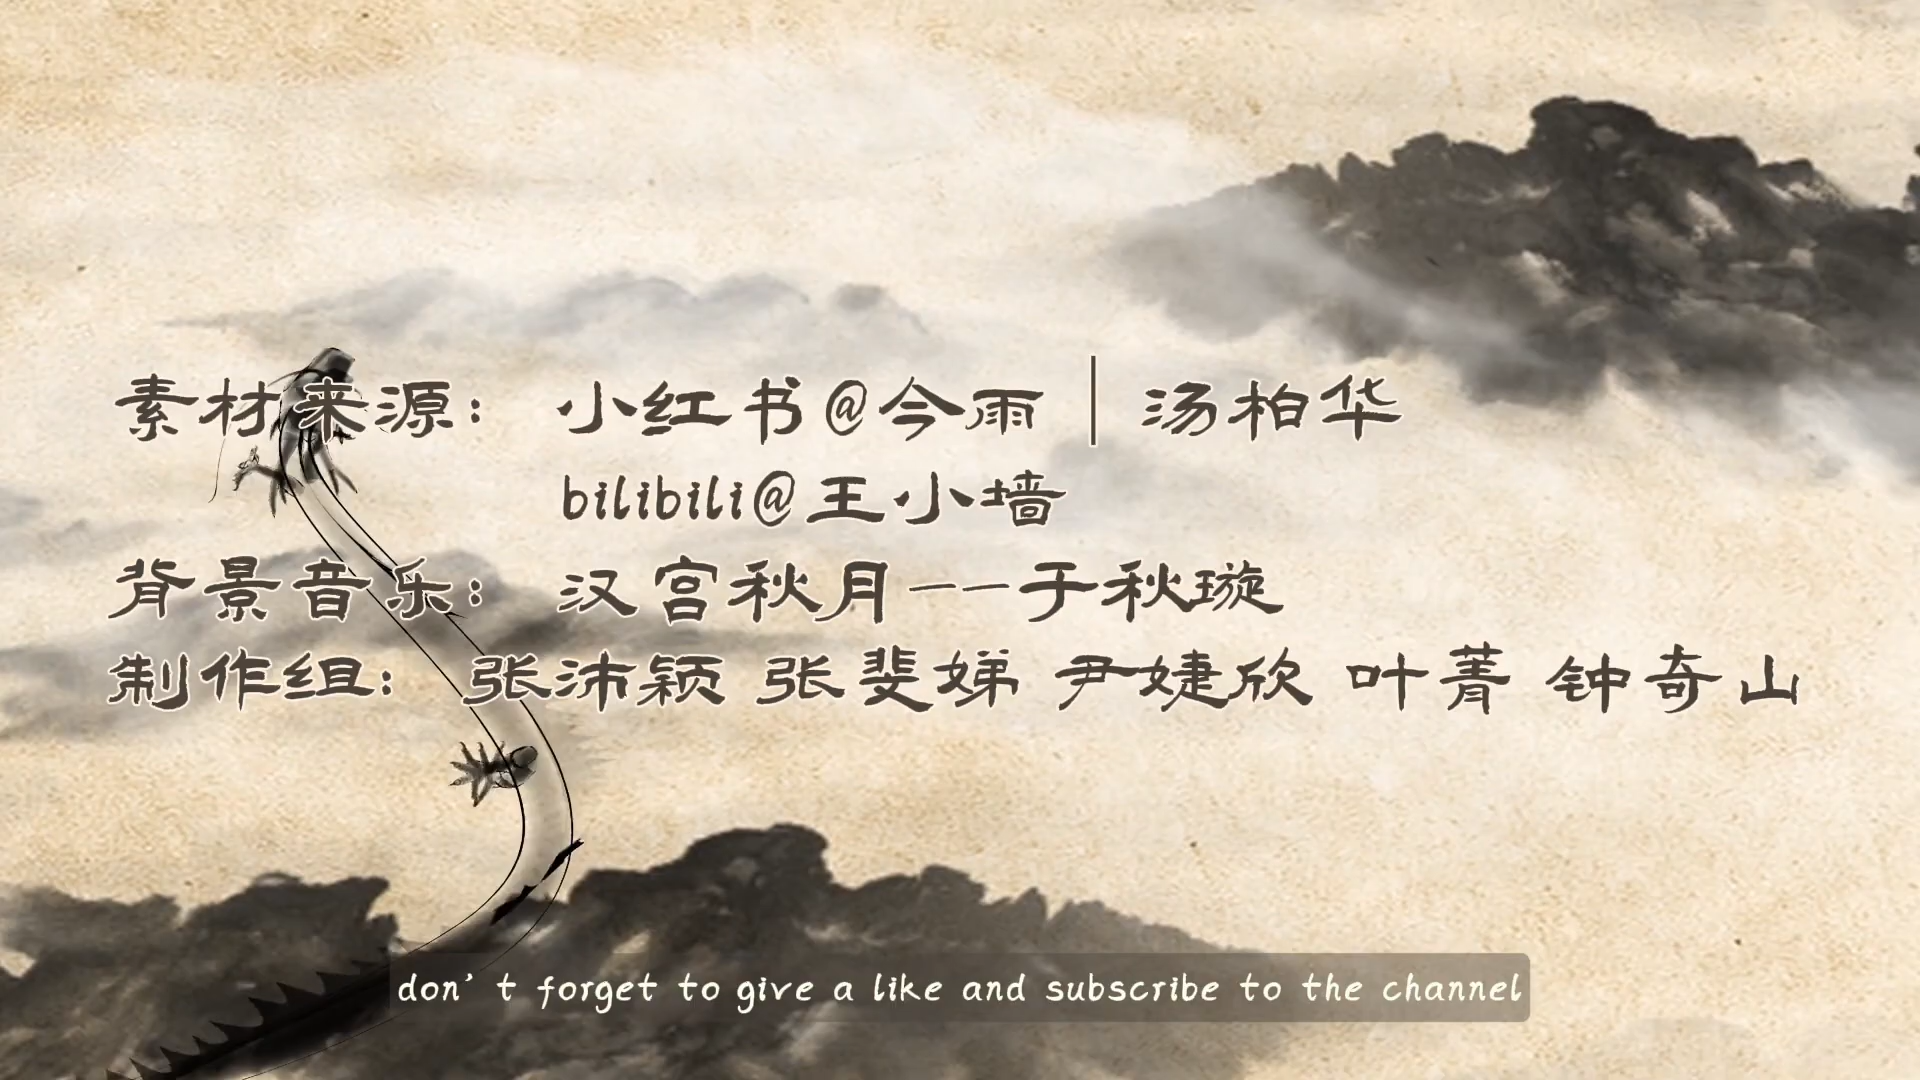 素材来源： 小红书@今雨｜汤柏华
bilibili@王小墙
背景音乐： 汉宫秋月——于秋璇
制作组： 张沛颖 张斐娣 尹婕欣 叶菁 钟奇山
don't forget to give a like and subscribe to the channel